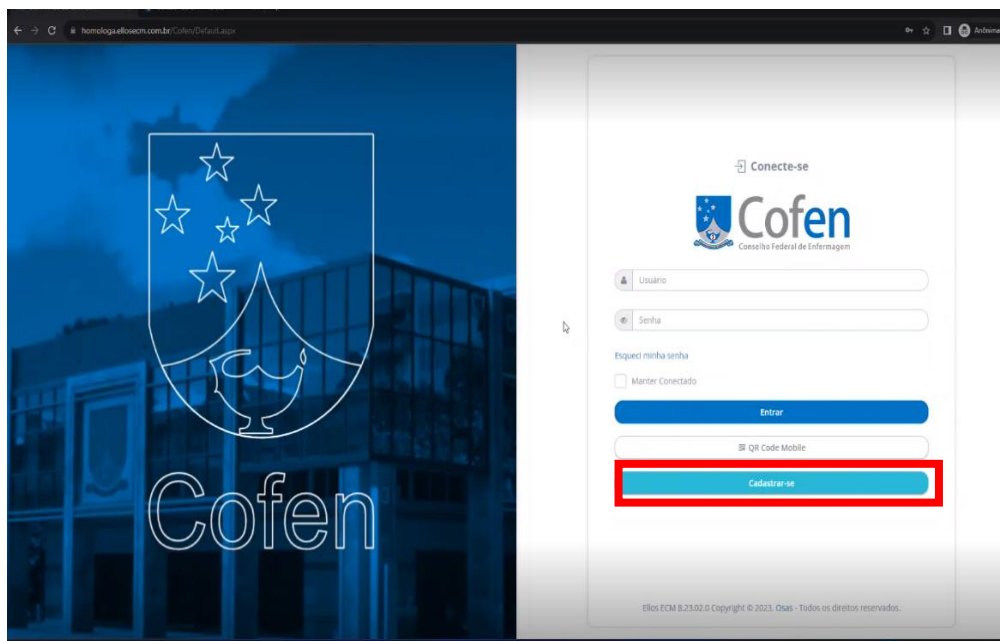 homologa.ellosecm.com.br/Cofen/Default.aspx
Anônima
Conecte-se
Cofen
Conselho Federal de Enfermagem
Usuário
Senha
Esqueci minha senha
Manter Conectado
Entrar
QR Code Mobile
Cadastrar-se
Cofen
Ellos ECM 8.23.02.0 Copyright © 2023. Osas - Todos os direitos reservados.